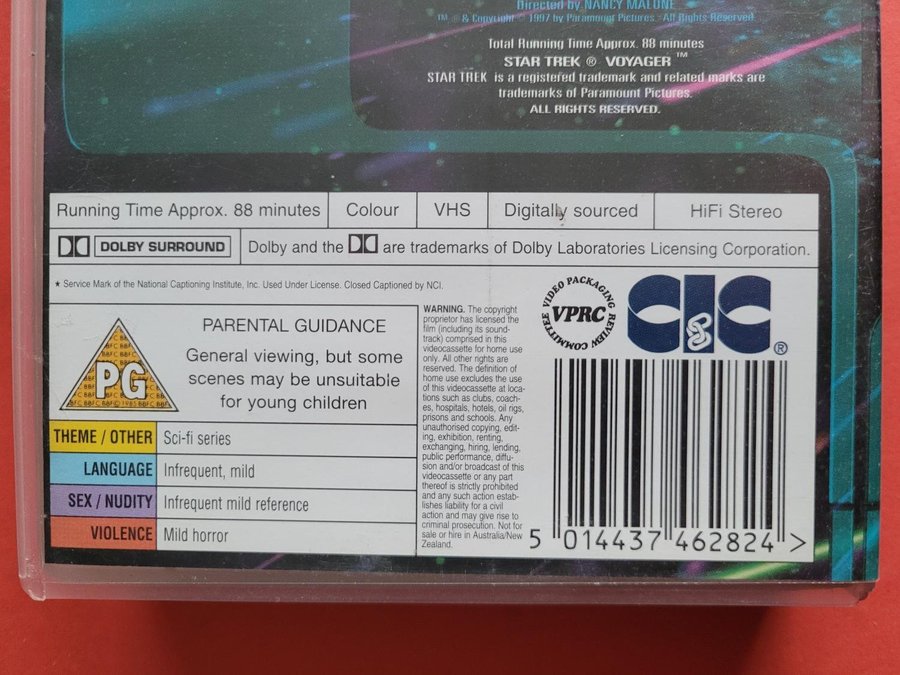 Directed by NANCY MALONE
TM, ® & Copyright © 1997 by Paramount Pictures. All Rights Reserved.
Total Running Time Approx. 88 minutes
STAR TREK ® VOYAGER ™
STAR TREK is a registered trademark and related marks are
trademarks of Paramount Pictures.
ALL RIGHTS RESERVED.
Running Time Approx. 88 minutes
Colour
VHS
Digitally sourced
HiFi Stereo
DOLBY SURROUND
Dolby and the DD are trademarks of Dolby Laboratories Licensing Corporation.
★ Service Mark of the National Captioning Institute, Inc. Used Under License. Closed Captioned by NCI.
PG
BBFC © 1985 BBFC
PARENTAL GUIDANCE
General viewing, but some
scenes may be unsuitable
for young children
THEME / OTHER Sci-fi series
LANGUAGE Infrequent, mild
SEX / NUDITY Infrequent mild reference
VIOLENCE Mild horror
WARNING. The copyright
proprietor has licensed the
film (including its sound-
track) comprised in this
videocassette for home use
only. All other rights are
reserved. The definition of
home use excludes the use
of this videocassette at loca-
tions such as clubs, coach-
es, hospitals, hotels, oil rigs,
prisons and schools. Any
unauthorised copying, edit-
ing, exhibition, renting,
exchanging, hiring, lending,
public performance, diffu-
sion and/or broadcast of this
videocassette or any part
thereof is strictly prohibited
and any such action estab-
lishes liability for a civil
action and may give rise to
criminal prosecution. Not for
sale or hire in Australia/New
Zealand.
VIDEO PACKAGING
VPRC
REVIEW COMMITTEE
CIC ®
5 014437 462824 >